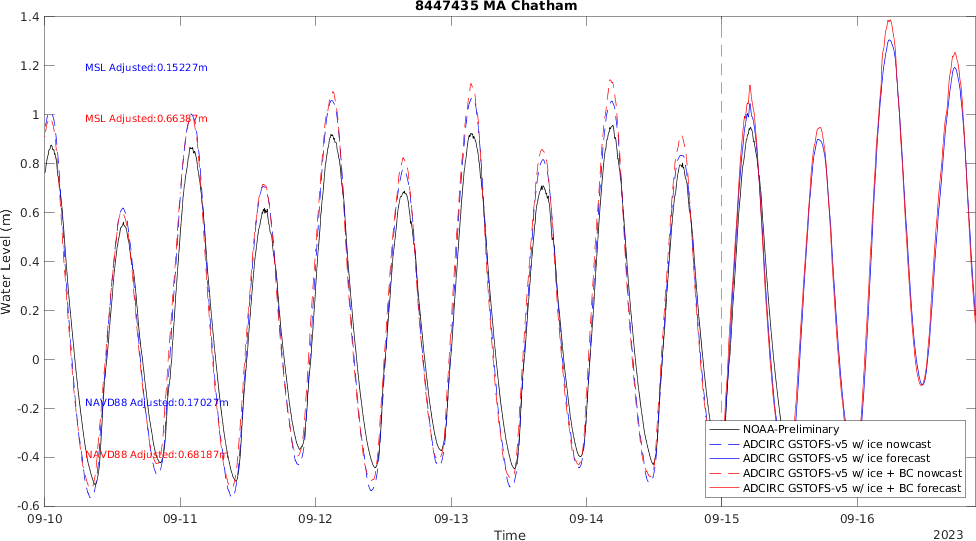 8447435 MA Chatham
1.4
1.2
1
0.8
0.6
0.4
0.2
0
-0.2
-0.4
-0.6
Water Level (m)
MSL Adjusted:0.15227m
MSL Adjusted:0.66387m
NAVD88 Adjusted:0.17027m
NAVD88 Adjusted:0.68187m
NOAA-Preliminary
ADCIRC GSTOFS-v5 w/ ice nowcast
ADCIRC GSTOFS-v5 w/ ice forecast
ADCIRC GSTOFS-v5 w/ ice + BC nowcast
ADCIRC GSTOFS-v5 w/ ice + BC forecast
09-10 09-11 09-12 09-13 09-14 09-15 09-16
Time
2023